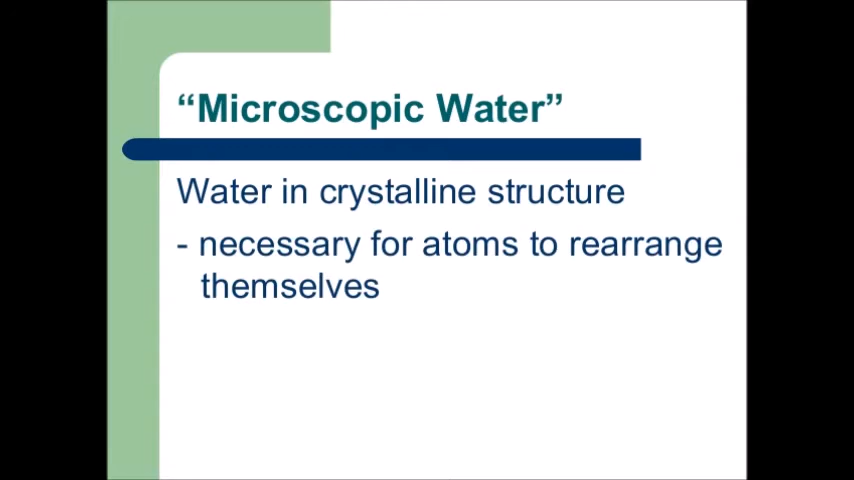 “Microscopic Water”
Water in crystalline structure
- necessary for atoms to rearrange
themselves